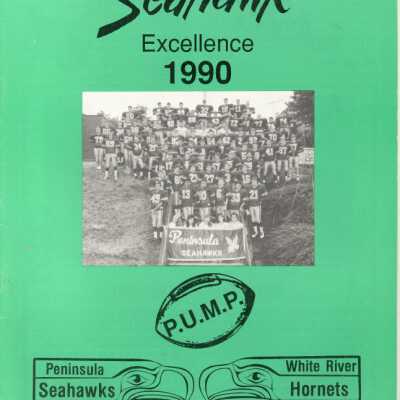 Seahawk
Excellence
1990
Peninsula
SEAHAWKS
P.U.M.P.
Peninsula
Seahawks
White River
Hornets